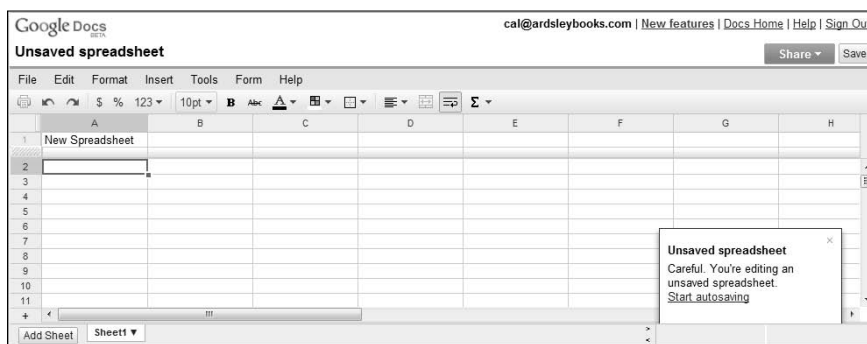 Google Docs
BETA
cal@ardsleybooks.com | New features | Docs Home | Help | Sign Ou
Unsaved spreadsheet
Share Save
File Edit Format Insert Tools Form Help
$ % 123 10pt B Abc A Σ
A B C D E F G H
1 New Spreadsheet
2
3
4
5
6
7
8
9
10
11
Unsaved spreadsheet
Careful. You're editing an
unsaved spreadsheet.
Start autosaving
+
Add Sheet Sheet1